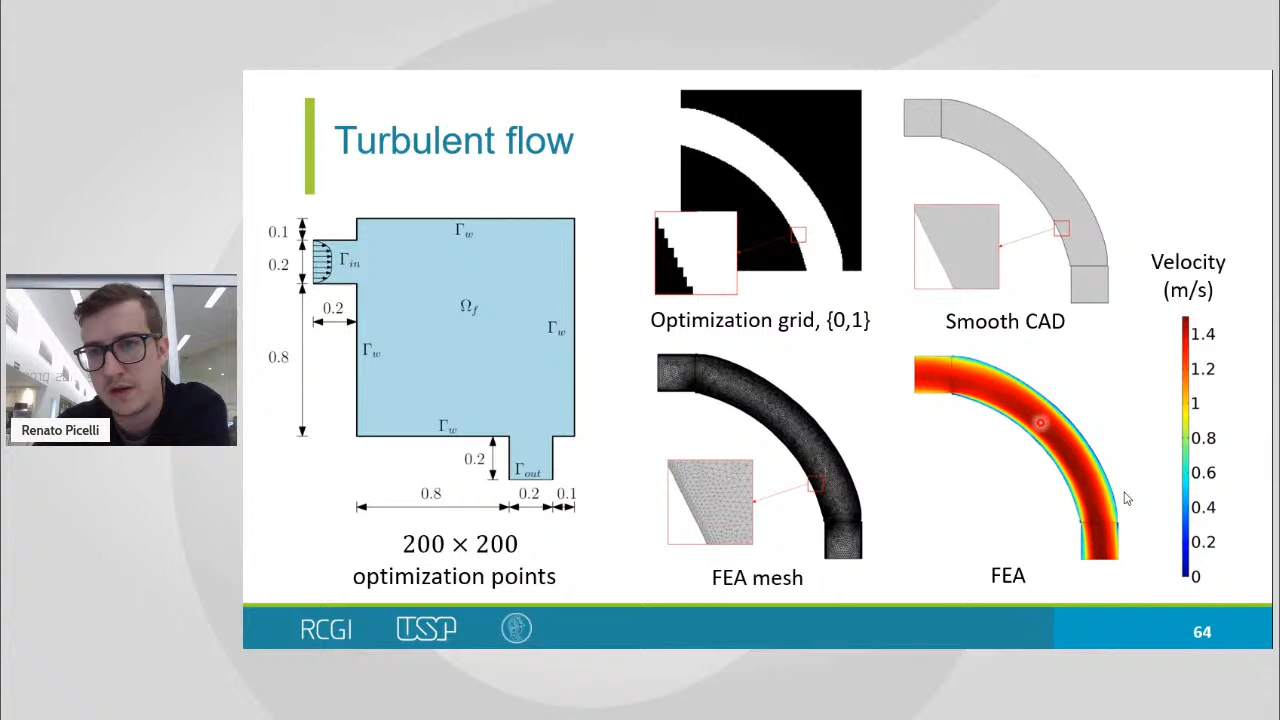 Turbulent flow
0.1
0.2
0.2
0.8
Γ_w
Γ_in
Ω_f
Γ_w
Γ_w
Γ_w
0.2
Γ_out
0.8
0.2
0.1
200 × 200
optimization points
Optimization grid, {0,1}
Smooth CAD
FEA mesh
FEA
Velocity
(m/s)
1.4
1.2
1
0.8
0.6
0.4
0.2
0
Renato Picelli
RCGI
USP
64